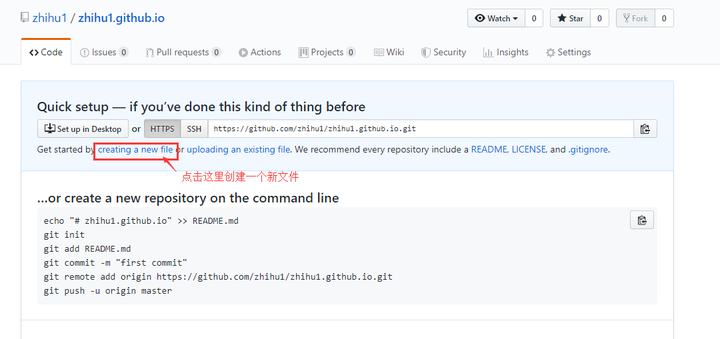 zhihu1 / zhihu1.github.io
Watch 0 Star 0 Fork 0
Code Issues 0 Pull requests 0 Actions Projects 0 Wiki Security Insights Settings
Quick setup — if you’ve done this kind of thing before
Set up in Desktop or HTTPS SSH https://github.com/zhihu1/zhihu1.github.io.git
Get started by creating a new file or uploading an existing file. We recommend every repository include a README, LICENSE, and .gitignore.
点击这里创建一个新文件
…or create a new repository on the command line
echo "# zhihu1.github.io" >> README.md
git init
git add README.md
git commit -m "first commit"
git remote add origin https://github.com/zhihu1/zhihu1.github.io.git
git push -u origin master